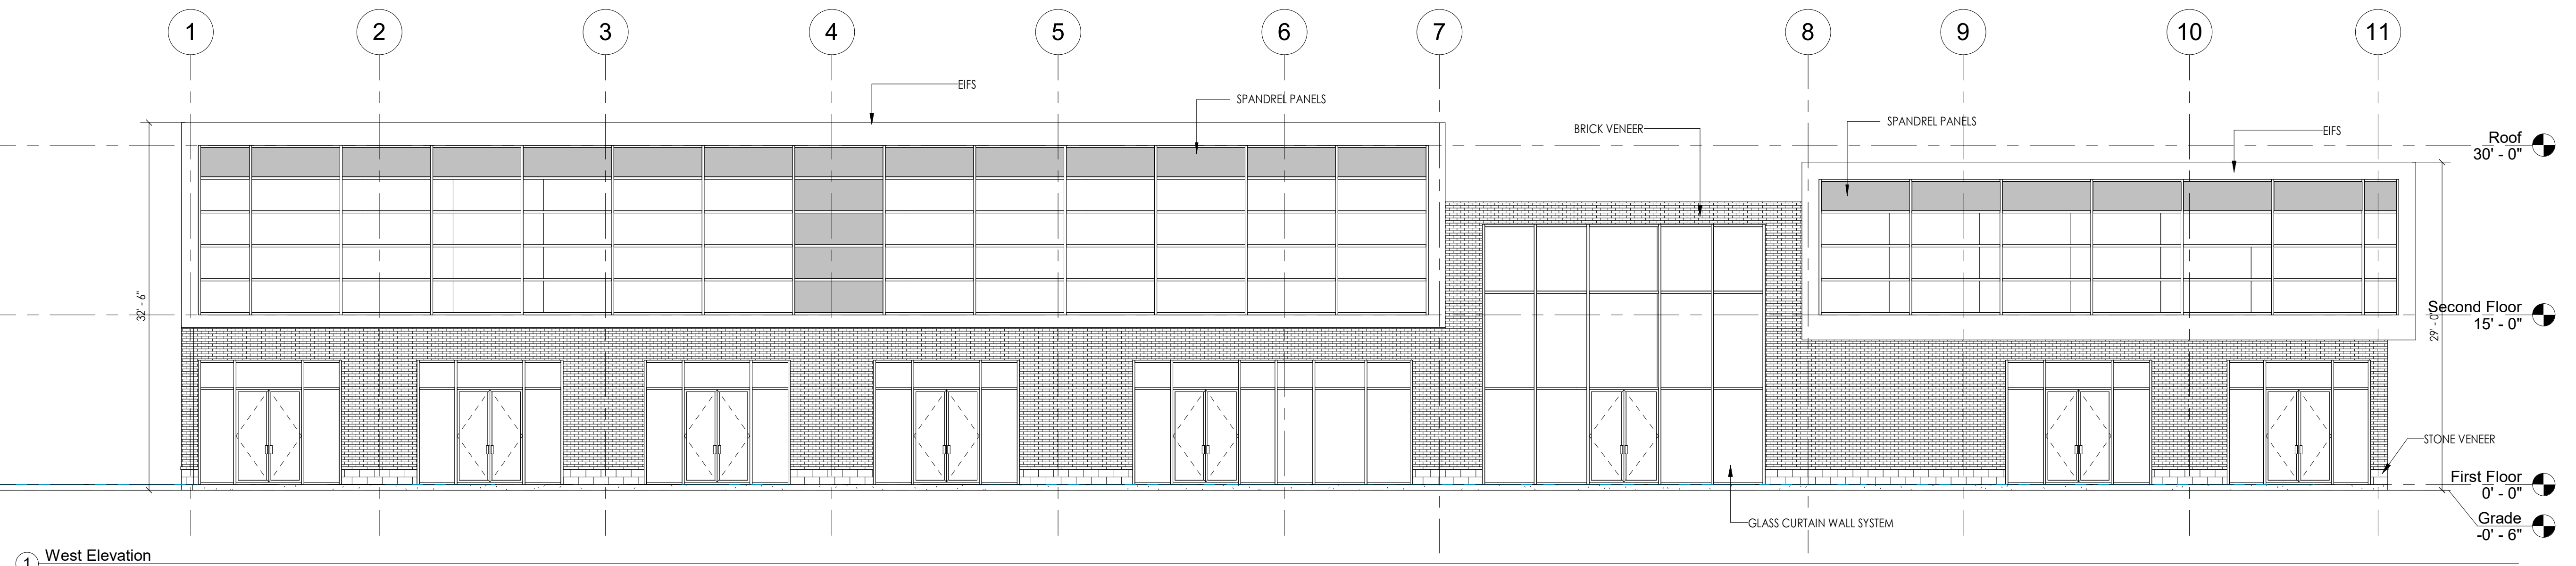 1 2 3 4 5 6 7 8 9 10 11
EIFS
SPANDREL PANELS
SPANDREL PANELS
BRICK VENEER
EIFS
Roof
30' - 0"
32' - 6"
Second Floor
15' - 0"
29' - 0"
STONE VENEER
First Floor
0' - 0"
GLASS CURTAIN WALL SYSTEM
Grade
-0' - 6"
1 West Elevation